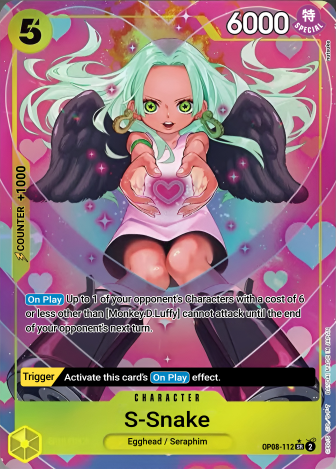 5
6000
特
SPECIAL
COUNTER +1000
On Play Up to 1 of your opponent's Characters with a cost of 6
or less other than [Monkey.D.Luffy] cannot attack until the end
of your opponent's next turn.
Trigger Activate this card's On Play effect.
CHARACTER
S-Snake
Egghead / Seraphim
OP08-112 SR 2